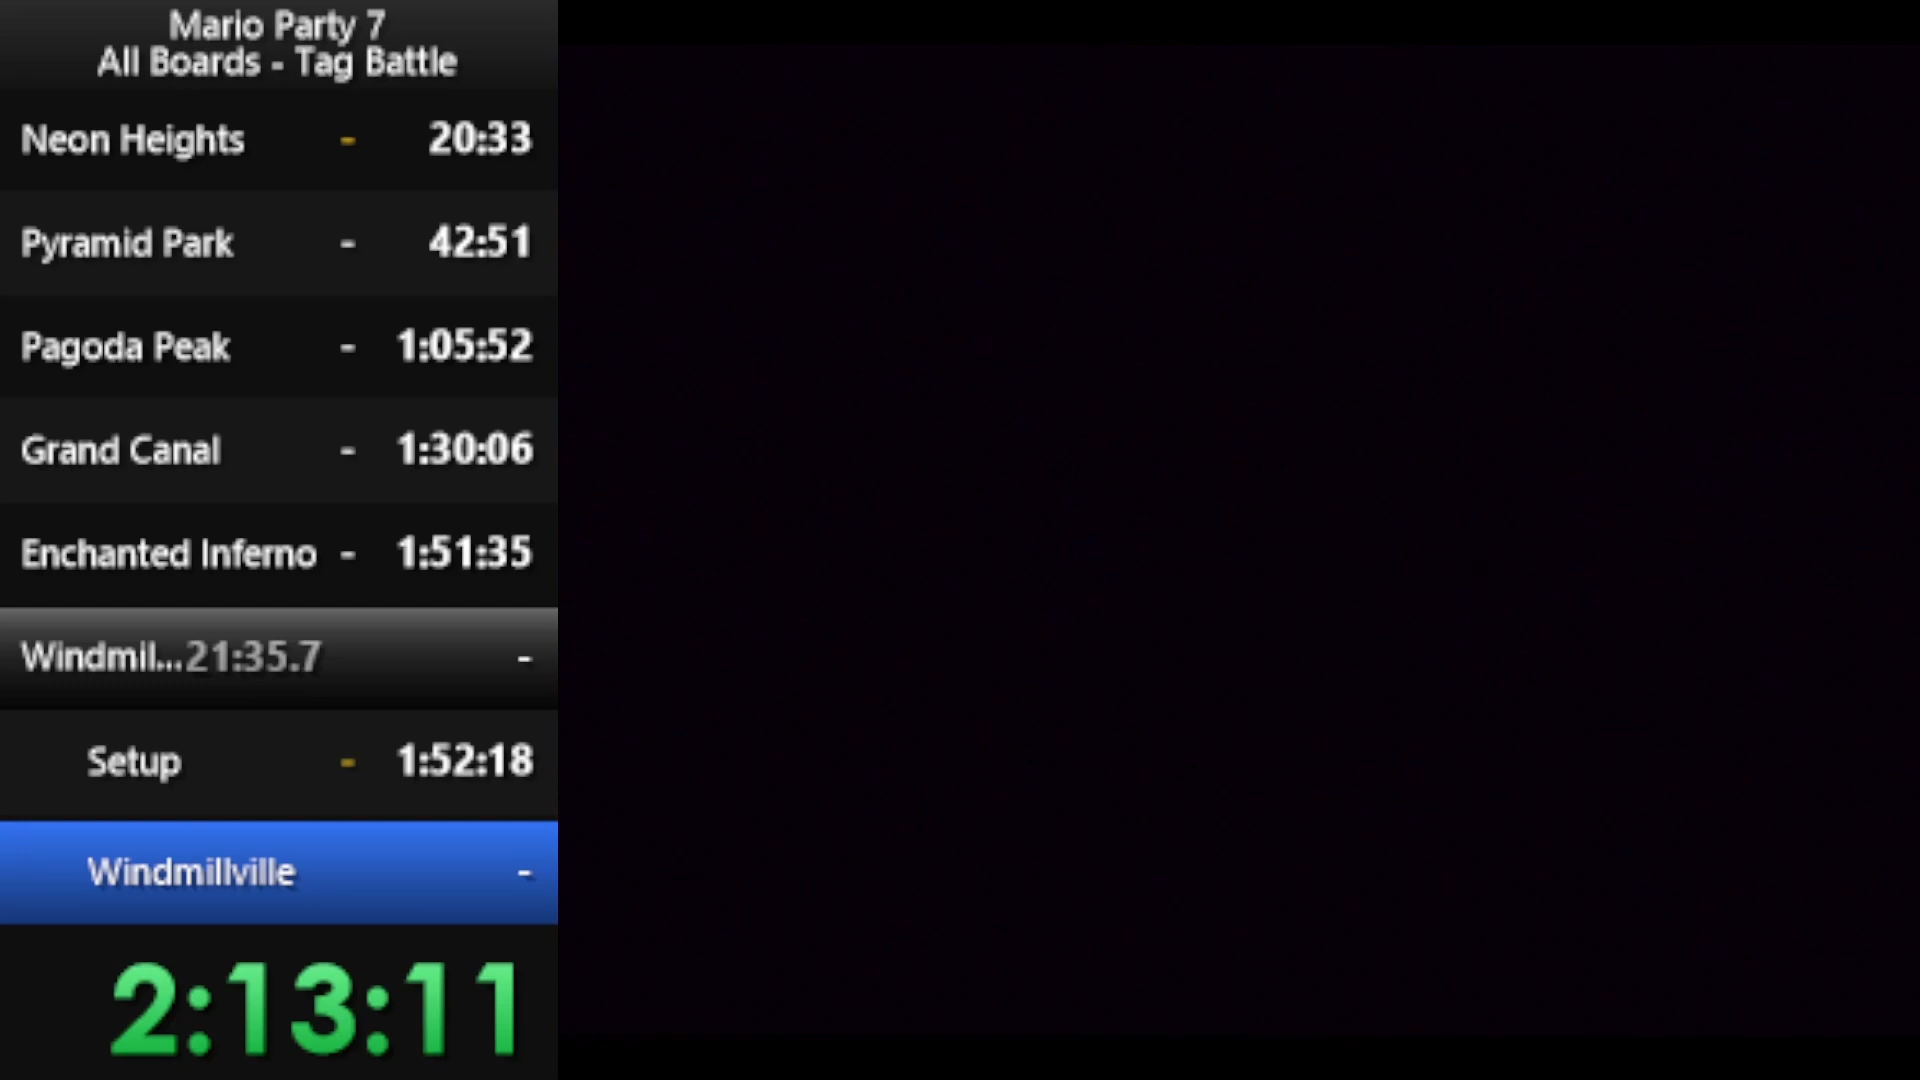 Mario Party 7
All Boards - Tag Battle
Neon Heights - 20:33
Pyramid Park - 42:51
Pagoda Peak - 1:05:52
Grand Canal - 1:30:06
Enchanted Inferno - 1:51:35
Windmil...21:35.7 -
Setup - 1:52:18
Windmillville -
2:13:11